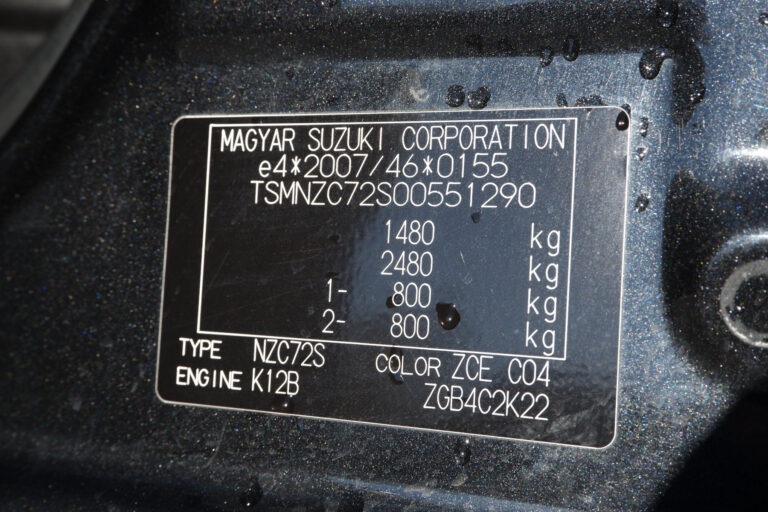 MAGYAR SUZUKI CORPORATION
e4*2007/46*0155
TSMNZC72S00551290
1480 kg
2480 kg
1- 800 kg
2- 800 kg
TYPE NZC72S COLOR ZCE C04
ENGINE K12B ZGB4C2K22